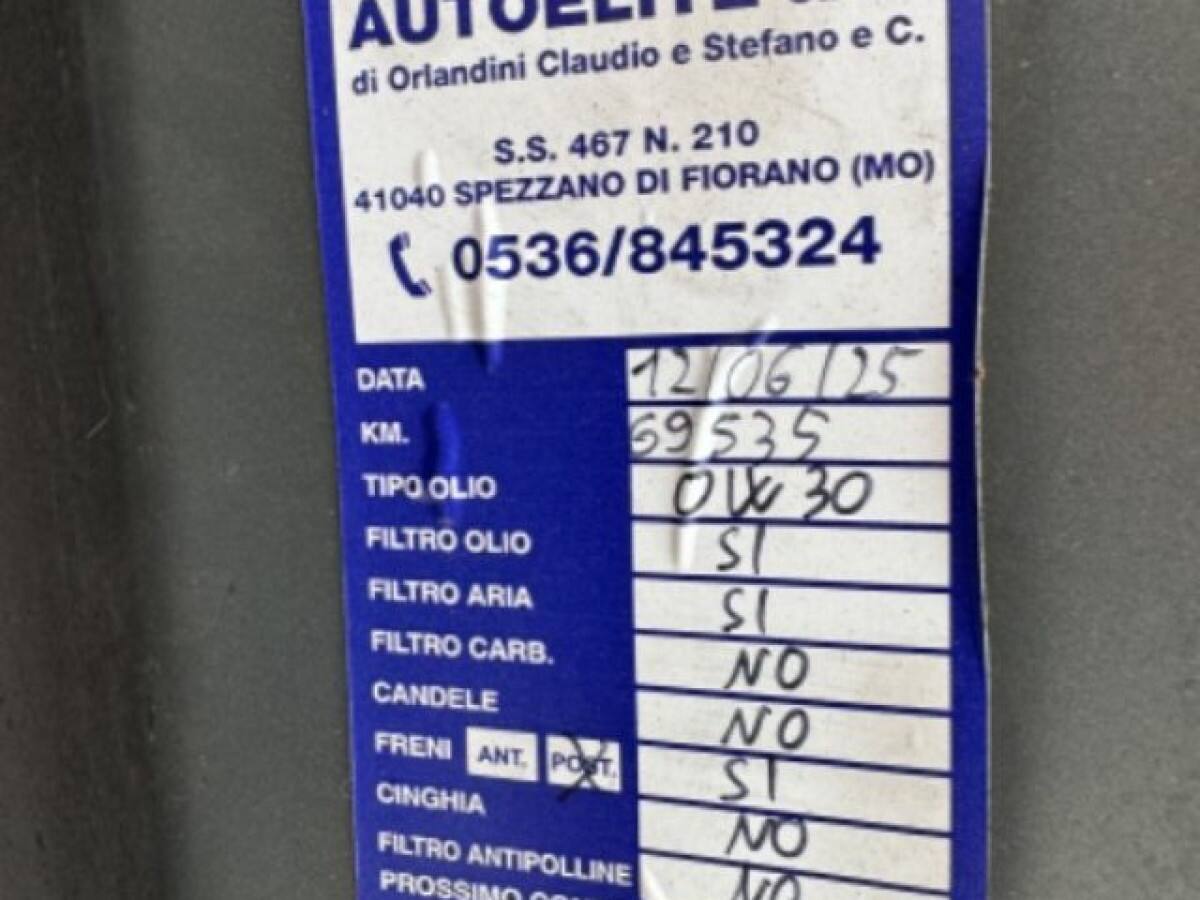 AUTOELITE
di Orlandini Claudio e Stefano e C.
S.S. 467 N. 210
41040 SPEZZANO DI FIORANO (MO)
0536/845324
DATA 12/06/25
KM. 69535
TIPO OLIO 0W30
FILTRO OLIO SI
FILTRO ARIA SI
FILTRO CARB. NO
CANDELE NO
FRENI ANT. POST. SI
CINGHIA NO
FILTRO ANTIPOLLINE NO
PROSSIMO